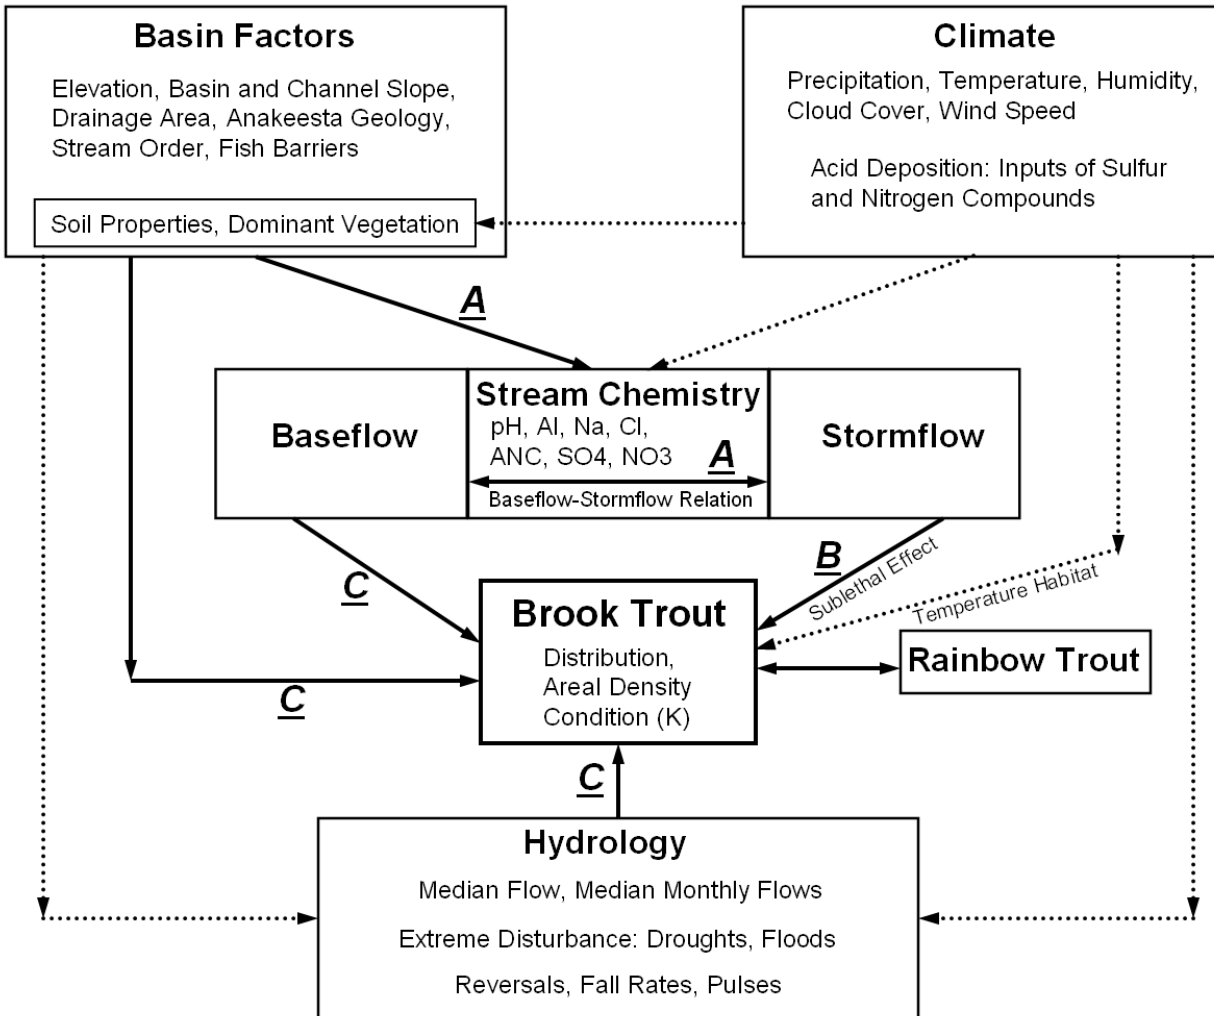 Basin Factors
Elevation, Basin and Channel Slope,
Drainage Area, Anakeesta Geology,
Stream Order, Fish Barriers
Soil Properties, Dominant Vegetation
Climate
Precipitation, Temperature, Humidity,
Cloud Cover, Wind Speed
Acid Deposition: Inputs of Sulfur
and Nitrogen Compounds
A
Baseflow
Stream Chemistry
pH, Al, Na, Cl,
ANC, SO4, NO3
A
Baseflow-Stormflow Relation
Stormflow
C
B
Sublethal Effect
Temperature Habitat
Brook Trout
Distribution,
Areal Density
Condition (K)
Rainbow Trout
C
C
Hydrology
Median Flow, Median Monthly Flows
Extreme Disturbance: Droughts, Floods
Reversals, Fall Rates, Pulses